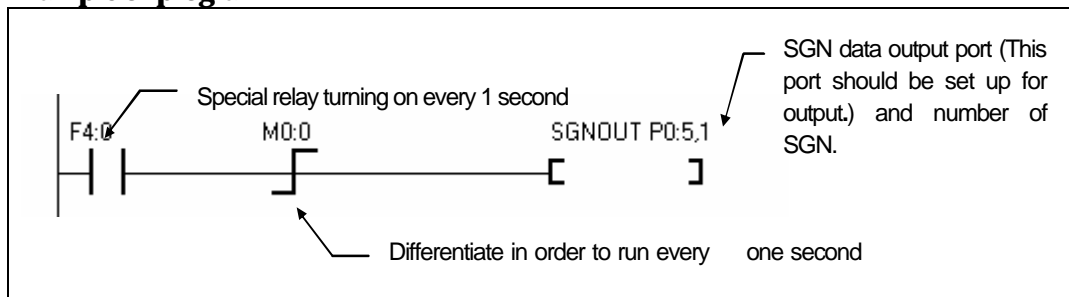 SGN data output port (This
port should be set up for
output.) and number of
SGN.
Special relay turning on every 1 second
F4:0 M0:0 SGNOUT P0:5,1
Differentiate in order to run every one second